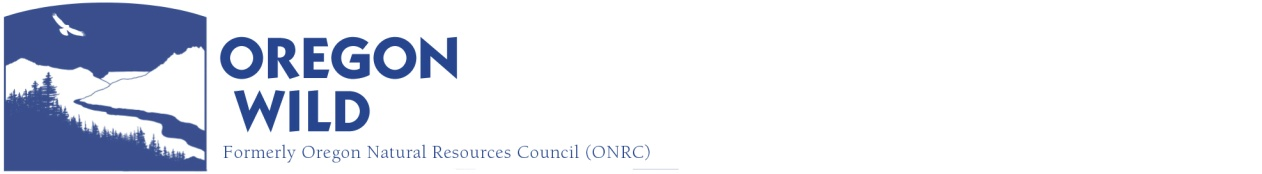 OREGON
WILD
Formerly Oregon Natural Resources Council (ONRC)